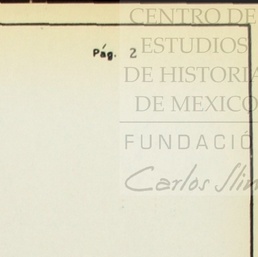 CENTRO DE
ESTUDIOS
Pág. 2
DE HISTORIA
DE MEXICO
FUNDACIÓ
Carlos Slim